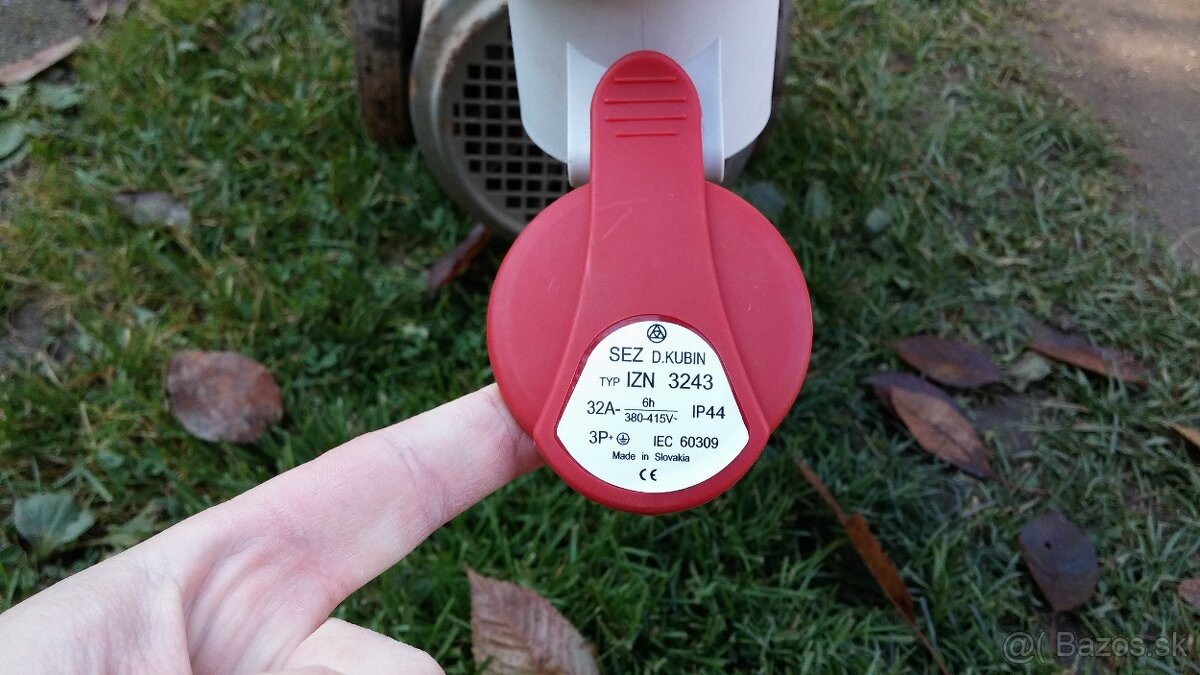 SEZ D.KUBIN
TYP IZN 3243
32A- 6h IP44
380-415V~
3P+⏚ IEC 60309
Made in Slovakia
CE
@( Bazos.sk